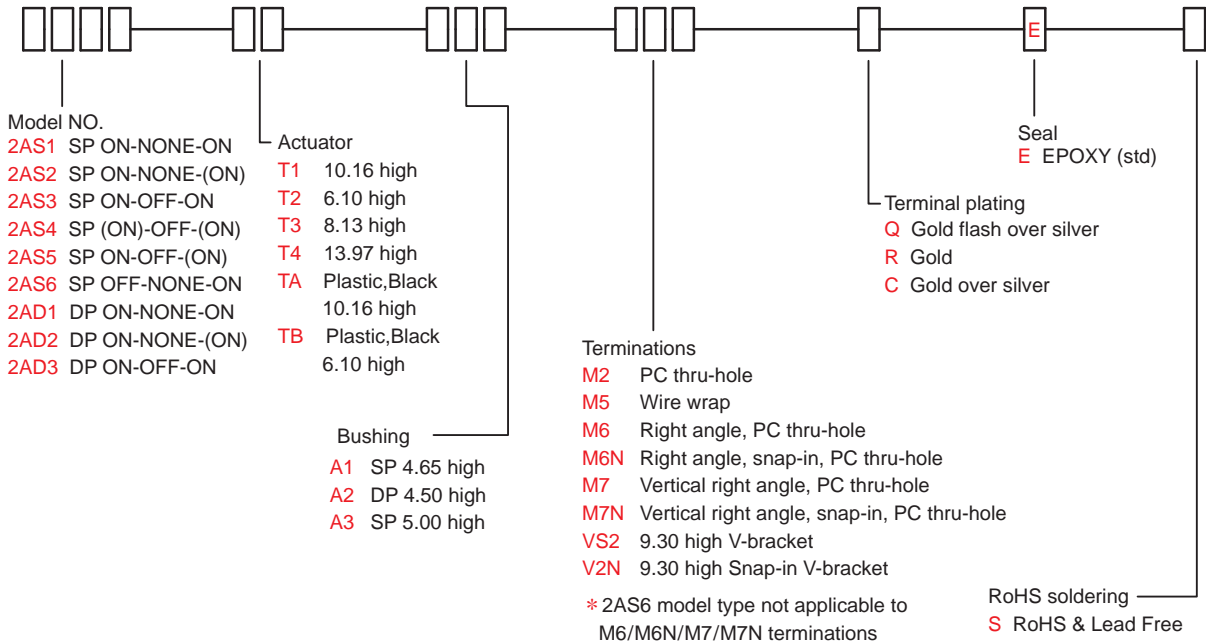 E
Model NO.
2AS1 SP ON-NONE-ON
2AS2 SP ON-NONE-(ON)
2AS3 SP ON-OFF-ON
2AS4 SP (ON)-OFF-(ON)
2AS5 SP ON-OFF-(ON)
2AS6 SP OFF-NONE-ON
2AD1 DP ON-NONE-ON
2AD2 DP ON-NONE-(ON)
2AD3 DP ON-OFF-ON
Actuator
T1 10.16 high
T2 6.10 high
T3 8.13 high
T4 13.97 high
TA Plastic,Black
10.16 high
TB Plastic,Black
6.10 high
Bushing
A1 SP 4.65 high
A2 DP 4.50 high
A3 SP 5.00 high
Terminations
M2 PC thru-hole
M5 Wire wrap
M6 Right angle, PC thru-hole
M6N Right angle, snap-in, PC thru-hole
M7 Vertical right angle, PC thru-hole
M7N Vertical right angle, snap-in, PC thru-hole
VS2 9.30 high V-bracket
V2N 9.30 high Snap-in V-bracket
* 2AS6 model type not applicable to
M6/M6N/M7/M7N terminations
Terminal plating
Q Gold flash over silver
R Gold
C Gold over silver
Seal
E EPOXY (std)
RoHS soldering
S RoHS & Lead Free